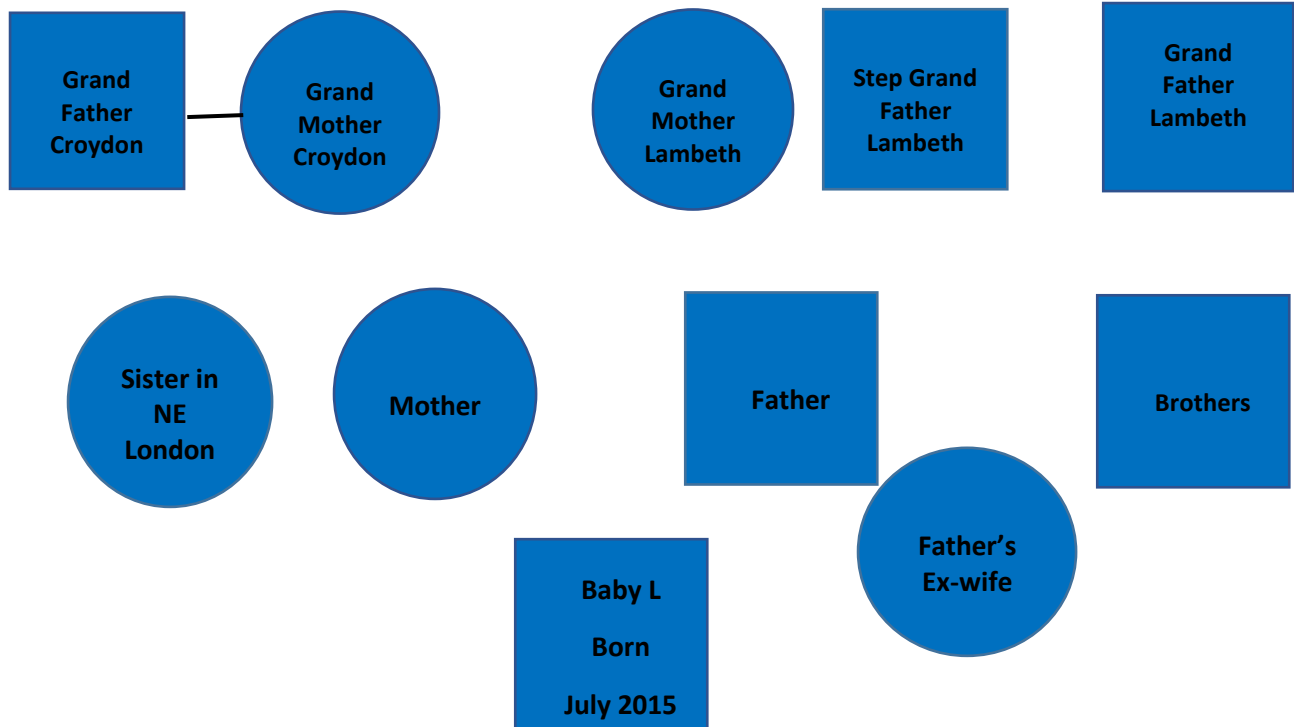 Grand
Father
Croydon
Grand
Mother
Croydon
Grand
Mother
Lambeth
Step Grand
Father
Lambeth
Grand
Father
Lambeth
Sister in
NE
London
Mother
Father
Brothers
Father’s
Ex-wife
Baby L
Born
July 2015